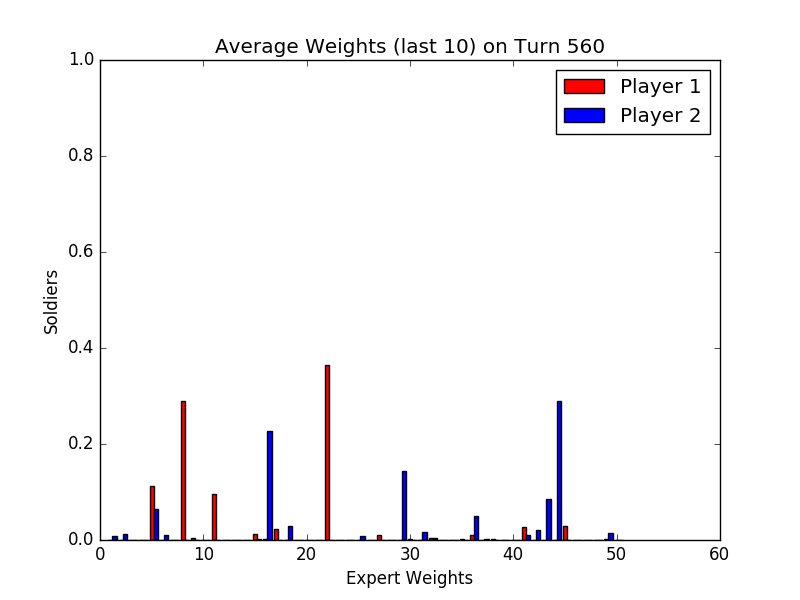 Average Weights (last 10) on Turn 560
1.0
0.8
0.6
0.4
0.2
0.0
Soldiers
Player 1
Player 2
0 10 20 30 40 50 60
Expert Weights